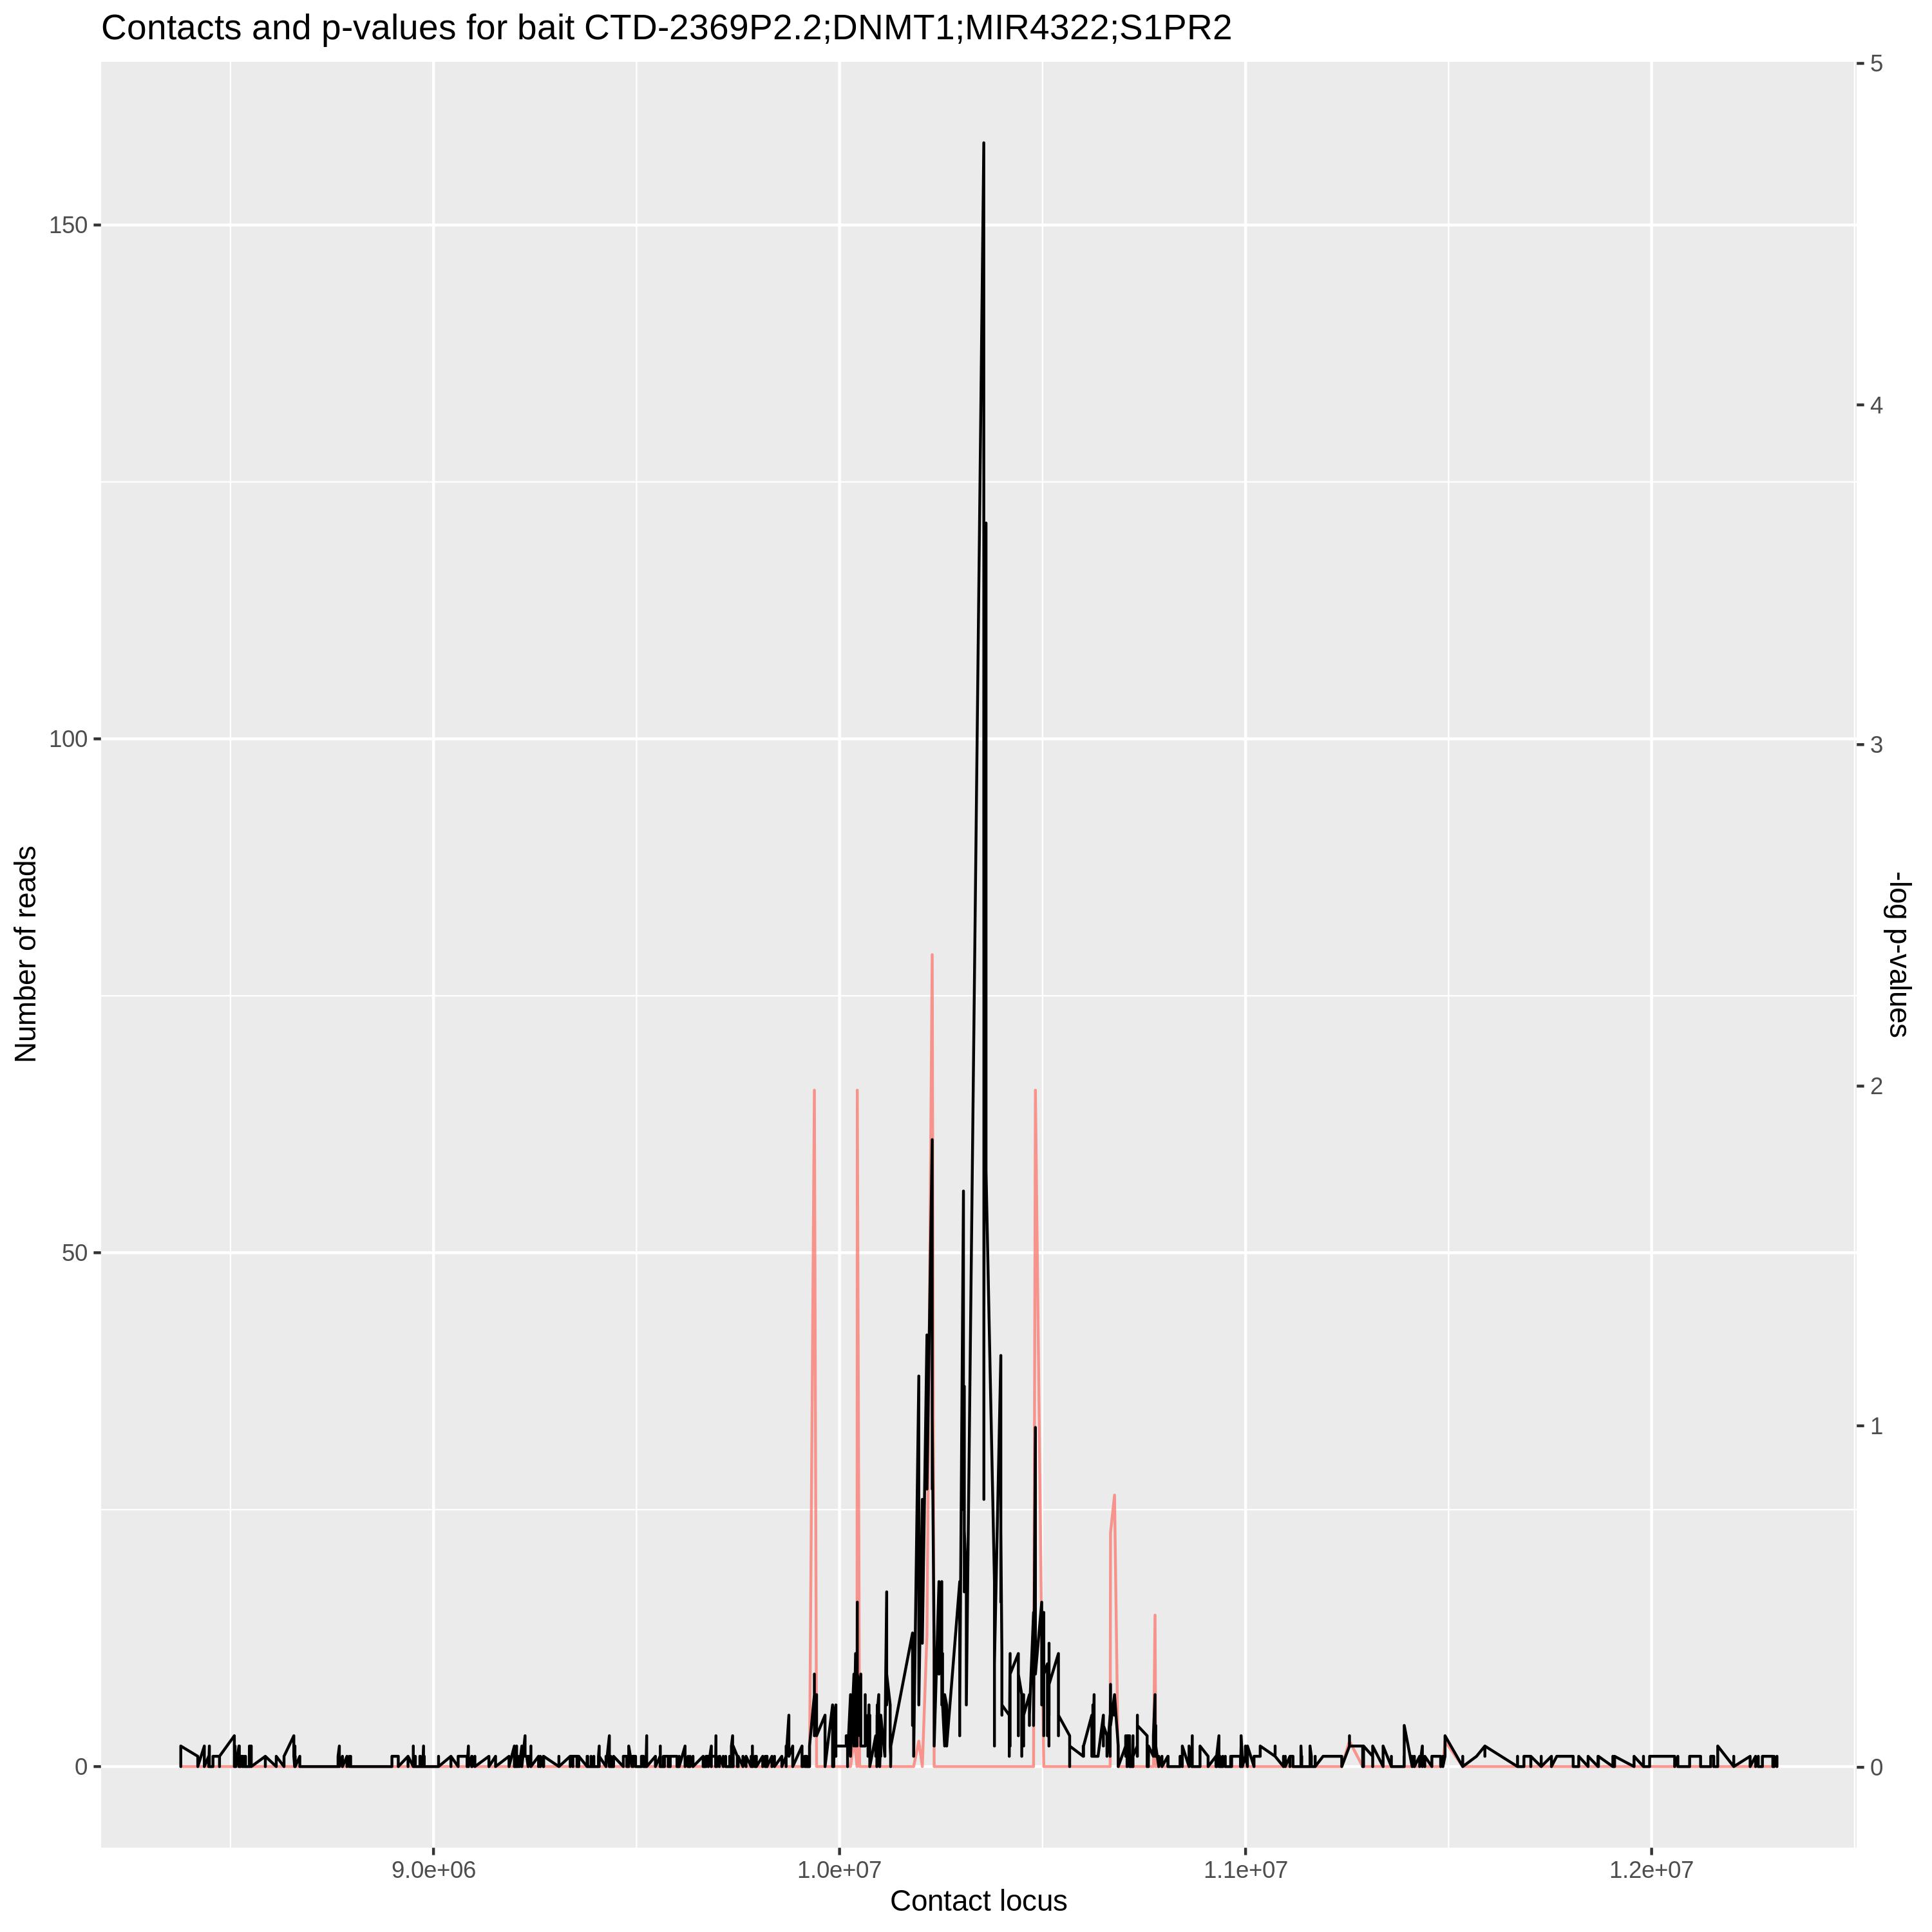 Contacts and p-values for bait CTD-2369P2.2;DNMT1;MIR4322;S1PR2
5
150
4
100
3
Number of reads
-log p-values
2
50
1
0
0
9.0e+06
1.0e+07
1.1e+07
1.2e+07
Contact locus